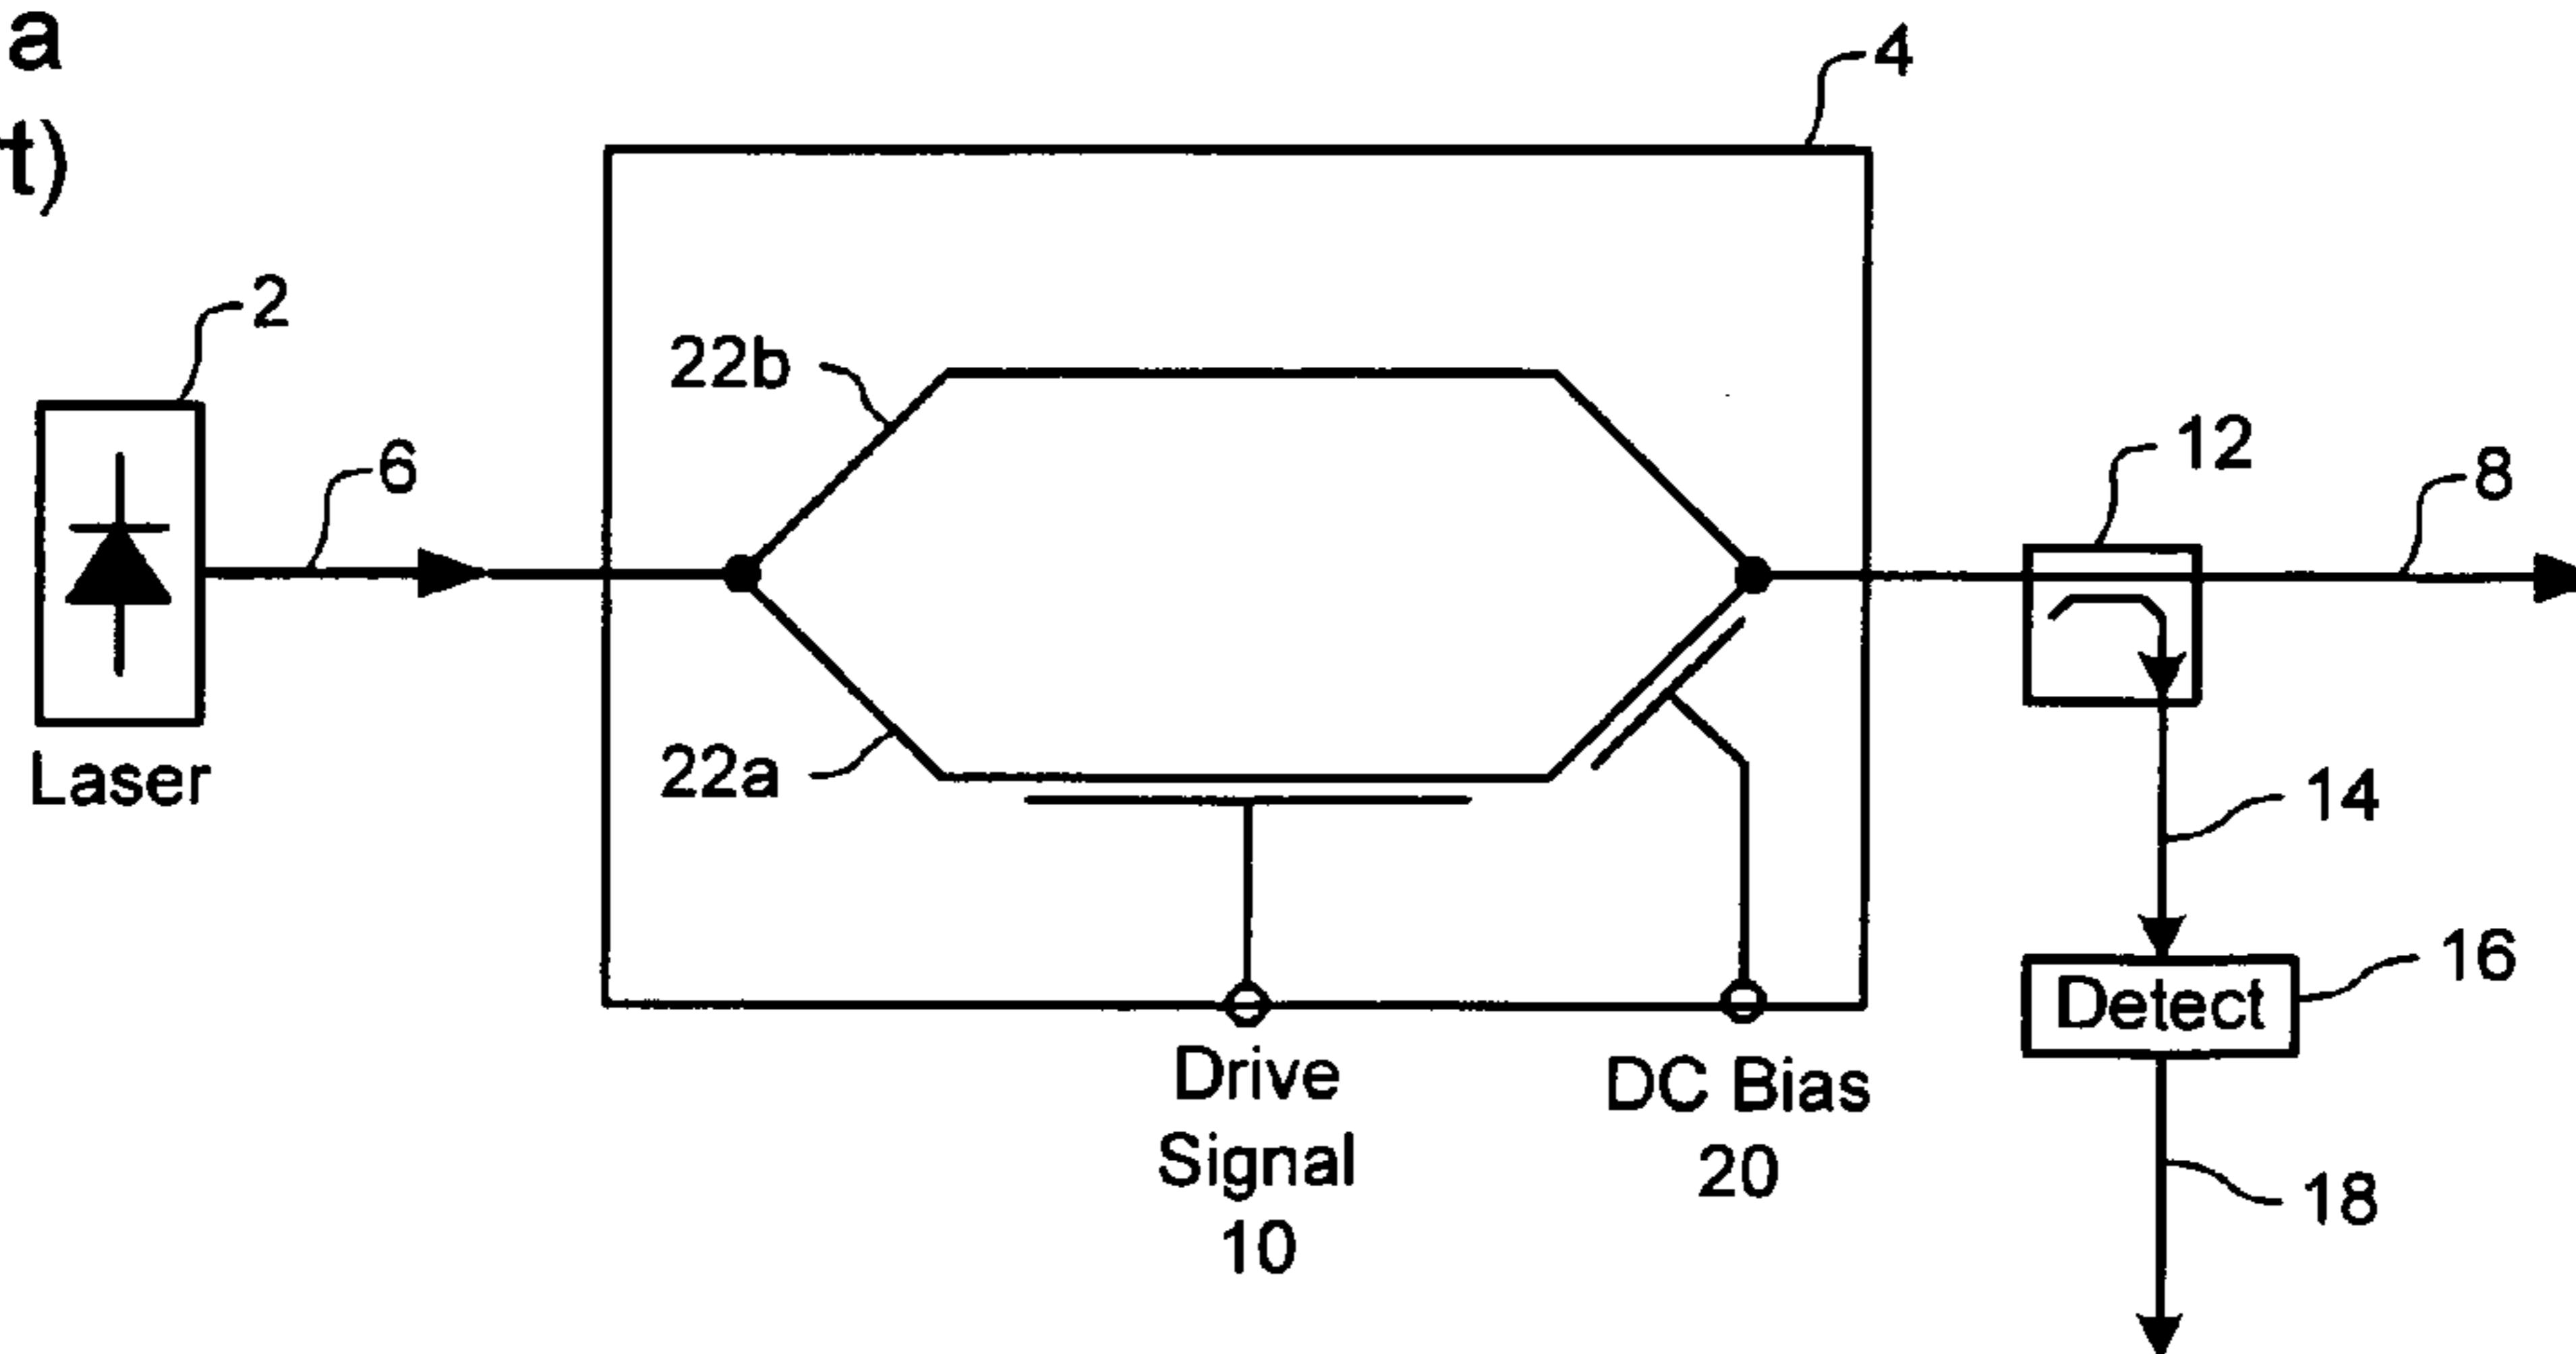 a
t)
4
2
22b
6
12
8
22a
Laser
14
16
Detect
Drive
Signal
10
DC Bias
20
18